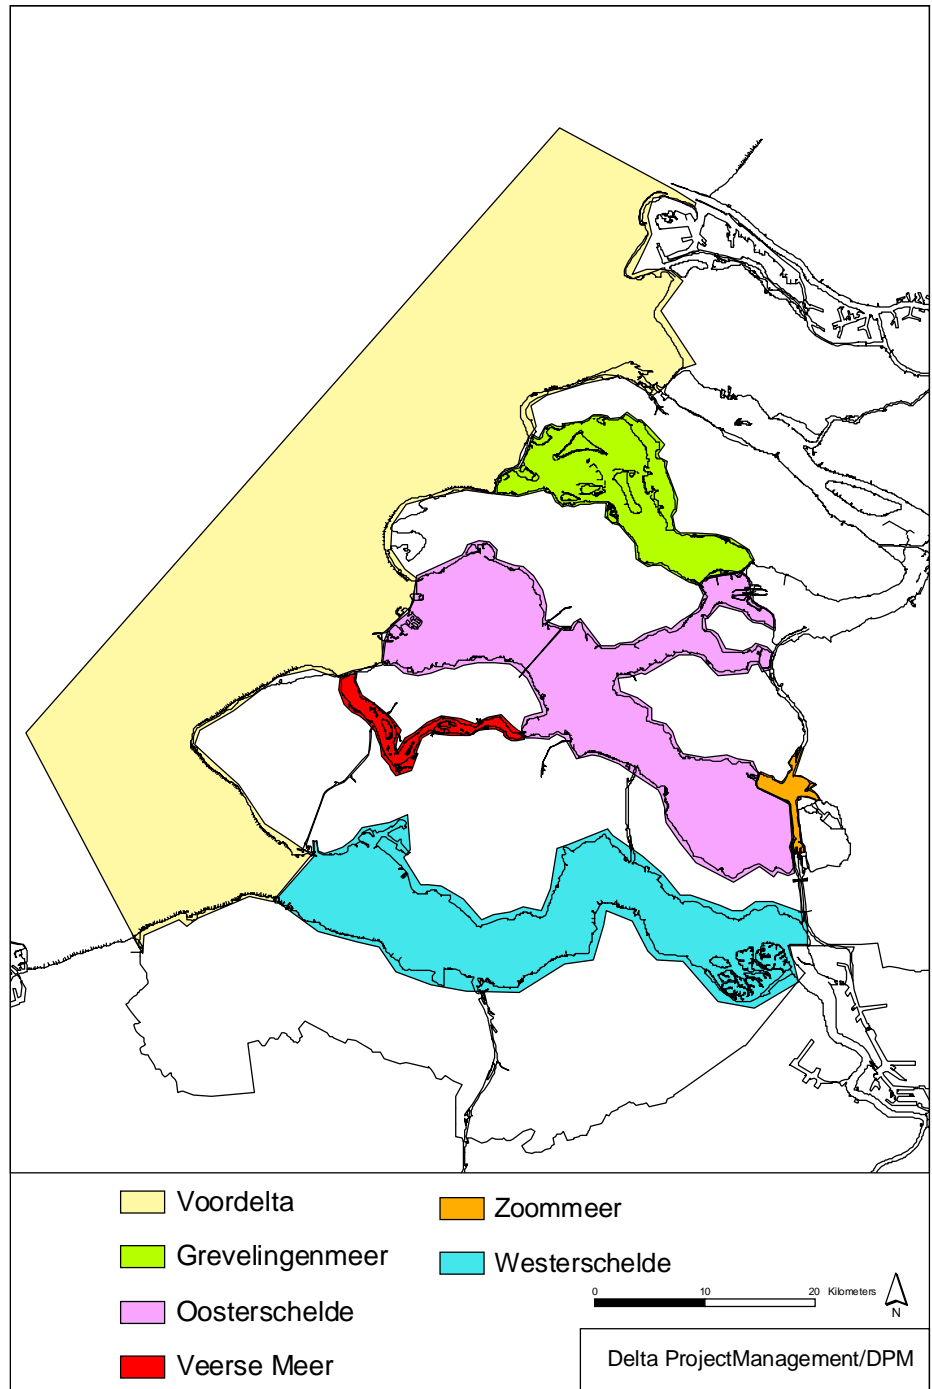 Voordelta
Grevelingenmeer
Oosterschelde
Veerse Meer
Zoommeer
Westerschelde
0 10 20 Kilometers
N
Delta ProjectManagement/DPM